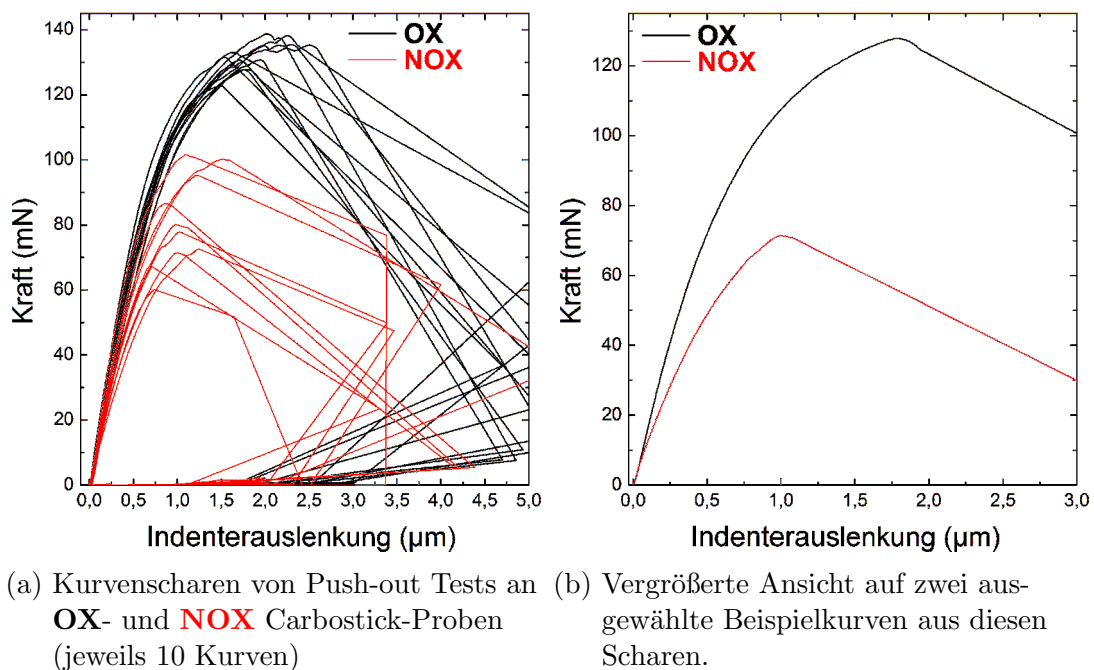 140
120
100
80
60
40
20
0
Kraft (mN)
OX
NOX
0,0 0,5 1,0 1,5 2,0 2,5 3,0 3,5 4,0 4,5 5,0
Indenterauslenkung (µm)
(a) Kurvenscharen von Push-out Tests an
OX- und NOX Carbostick-Proben
(jeweils 10 Kurven)
120
100
80
60
40
20
0
Kraft (mN)
OX
NOX
0,0 0,5 1,0 1,5 2,0 2,5 3,0
Indenterauslenkung (µm)
(b) Vergrößerte Ansicht auf zwei aus-
gewählte Beispielkurven aus diesen
Scharen.